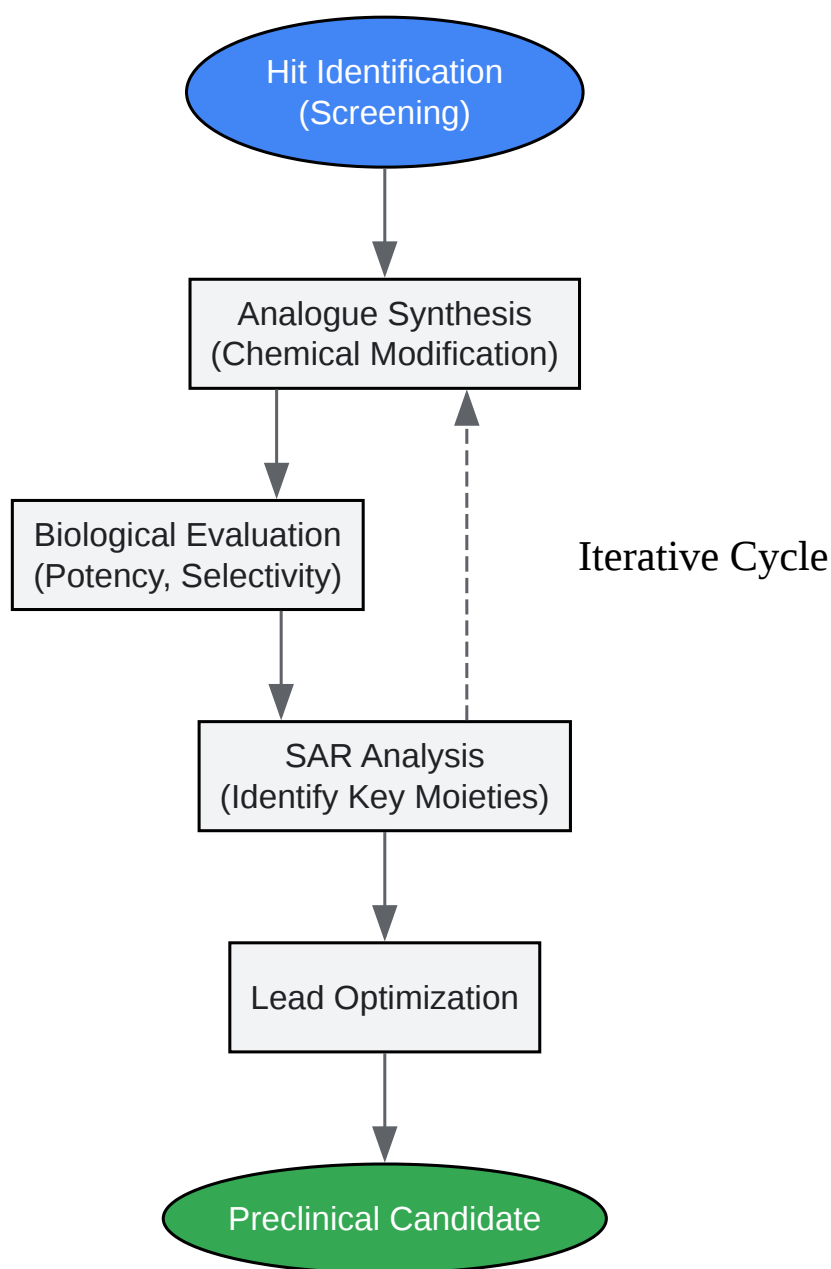 Hit Identification
(Screening)
Analogue Synthesis
(Chemical Modification)
Biological Evaluation
(Potency, Selectivity)
Iterative Cycle
SAR Analysis
(Identify Key Moieties)
Lead Optimization
Preclinical Candidate